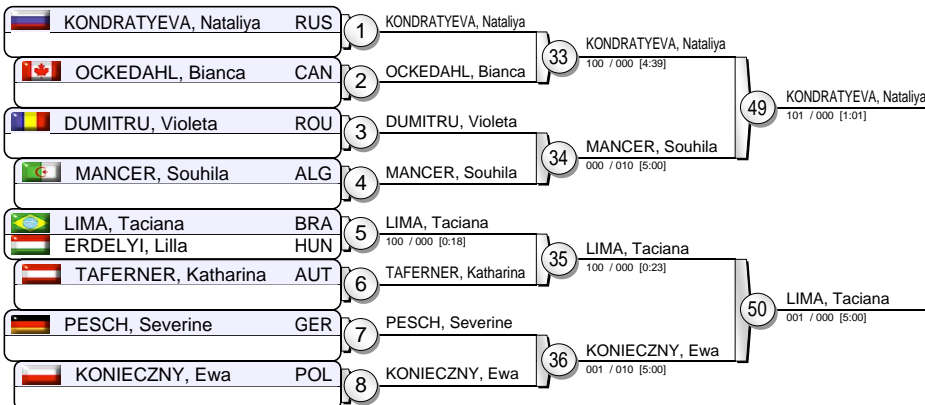 KONDRATYEVA, Nataliya RUS
OCKEDAHL, Bianca CAN
DUMITRU, Violeta ROU
MANCER, Souhila ALG
LIMA, Taciana BRA
ERDELYI, Lilla HUN
TAFERNER, Katharina AUT
PESCH, Severine GER
KONIECZNY, Ewa POL
1
2
3
4
5
6
7
8
KONDRATYEVA, Nataliya
OCKEDAHL, Bianca
DUMITRU, Violeta
MANCER, Souhila
LIMA, Taciana
100 / 000 [0:18]
TAFERNER, Katharina
PESCH, Severine
KONIECZNY, Ewa
33
34
35
36
KONDRATYEVA, Nataliya
100 / 000 [4:39]
MANCER, Souhila
000 / 010 [5:00]
LIMA, Taciana
100 / 000 [0:23]
KONIECZNY, Ewa
001 / 010 [5:00]
49
50
KONDRATYEVA, Nataliya
101 / 000 [1:01]
LIMA, Taciana
001 / 000 [5:00]